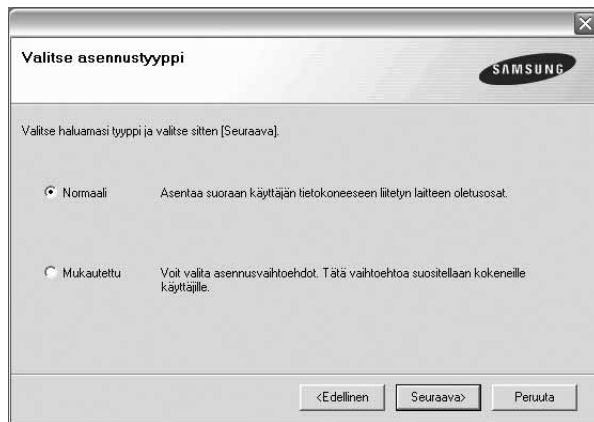 Valitse asennustyyppi
SAMSUNG
Valitse haluamasi tyyppi ja valitse sitten [Seuraava].
Normaali Asentaa suoraan käyttäjän tietokoneeseen liitetyn laitteen oletusosat.
Mukautettu Voit valita asennusvaihtoehdot. Tätä vaihtoehtoa suositellaan kokeneille
käyttäjille.
<Edellinen Seuraava> Peruuta